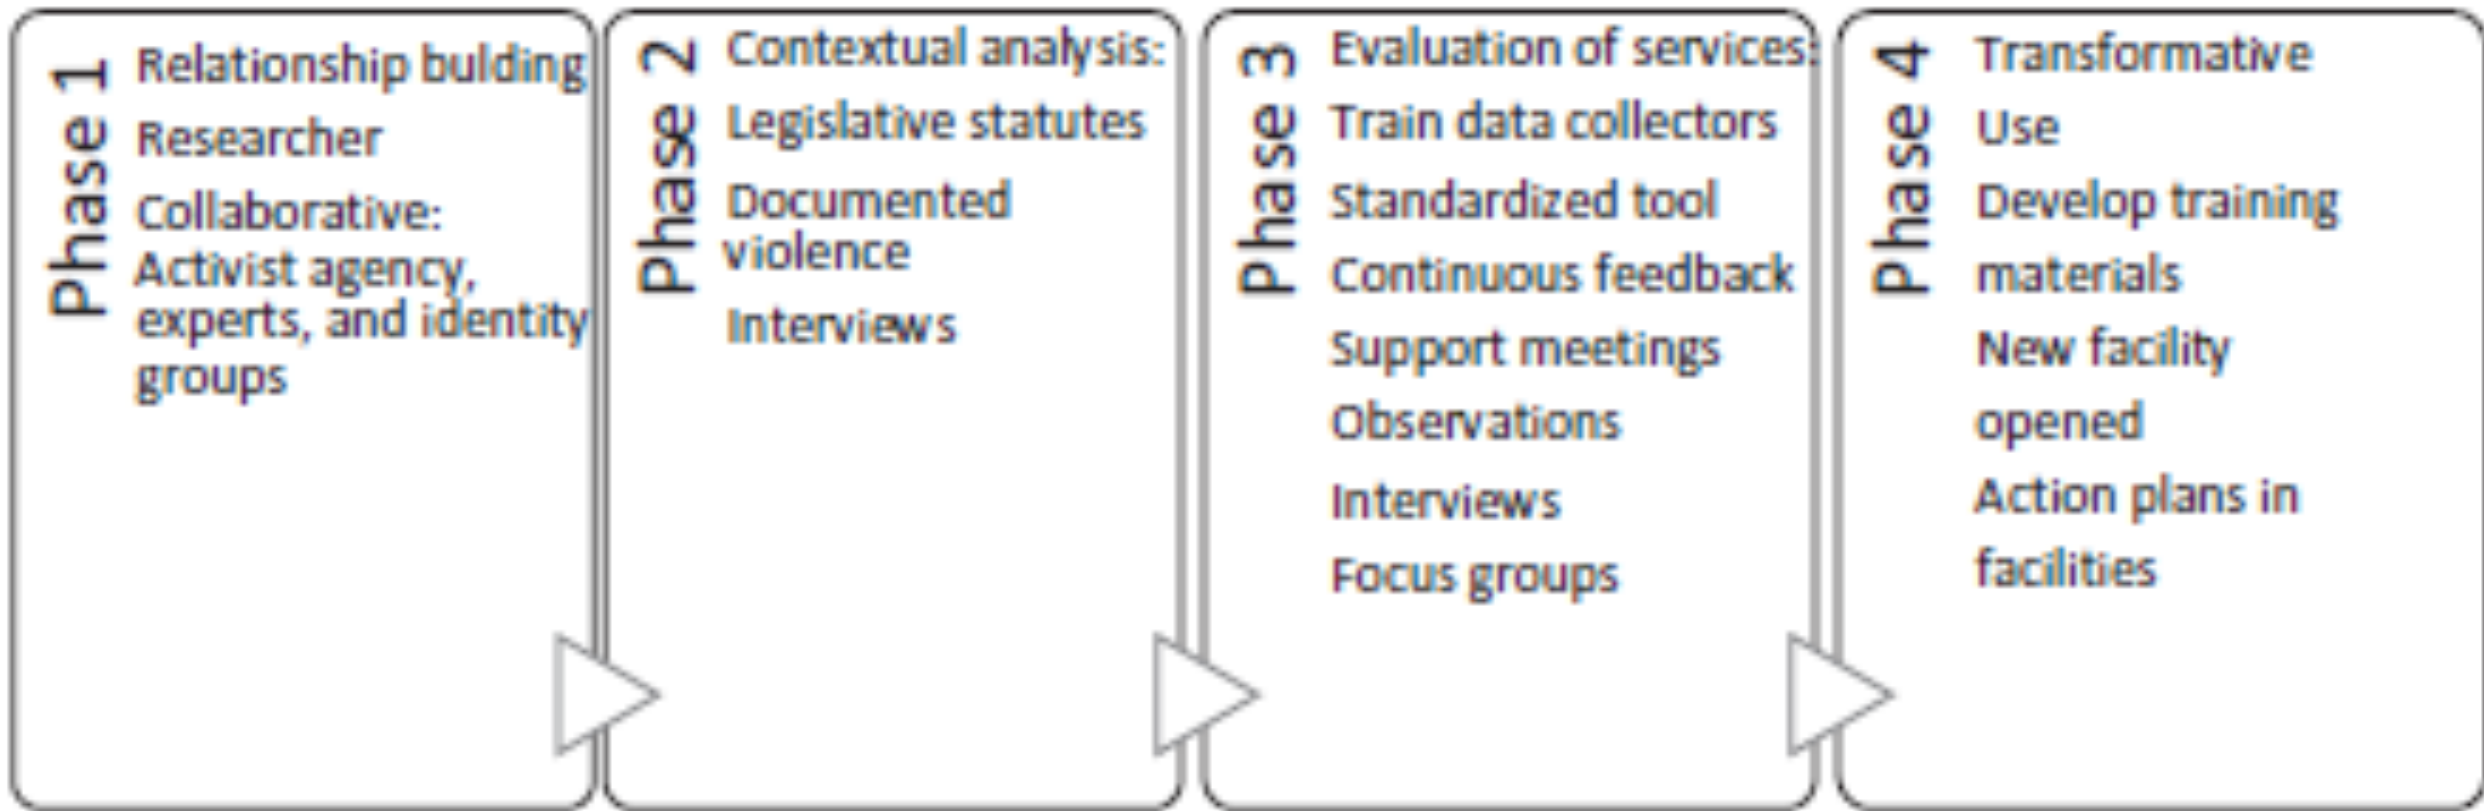 Phase 1
Relationship bulding
Researcher
Collaborative:
Activist agency,
experts, and identity
groups
Phase 2
Contextual analysis:
Legislative statutes
Documented
violence
Interviews
Phase 3
Evaluation of services:
Train data collectors
Standardized tool
Continuous feedback
Support meetings
Observations
Interviews
Focus groups
Phase 4
Transformative
Use
Develop training
materials
New facility
opened
Action plans in
facilities